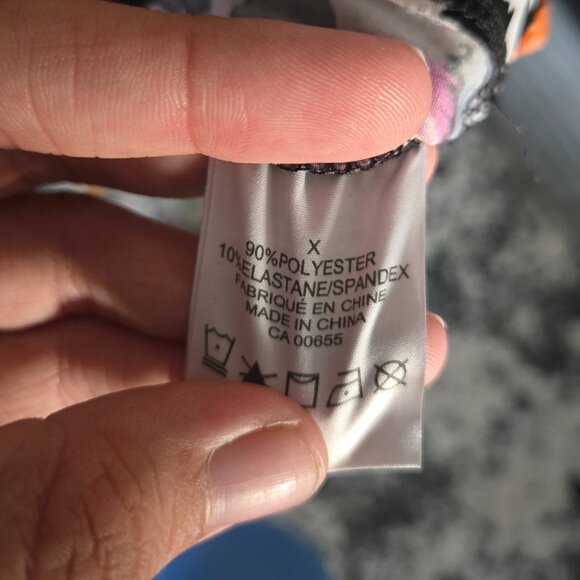 X
90%POLYESTER
10%ELASTANE/SPANDEX
FABRIQUÉ EN CHINE
MADE IN CHINA
CA 00655